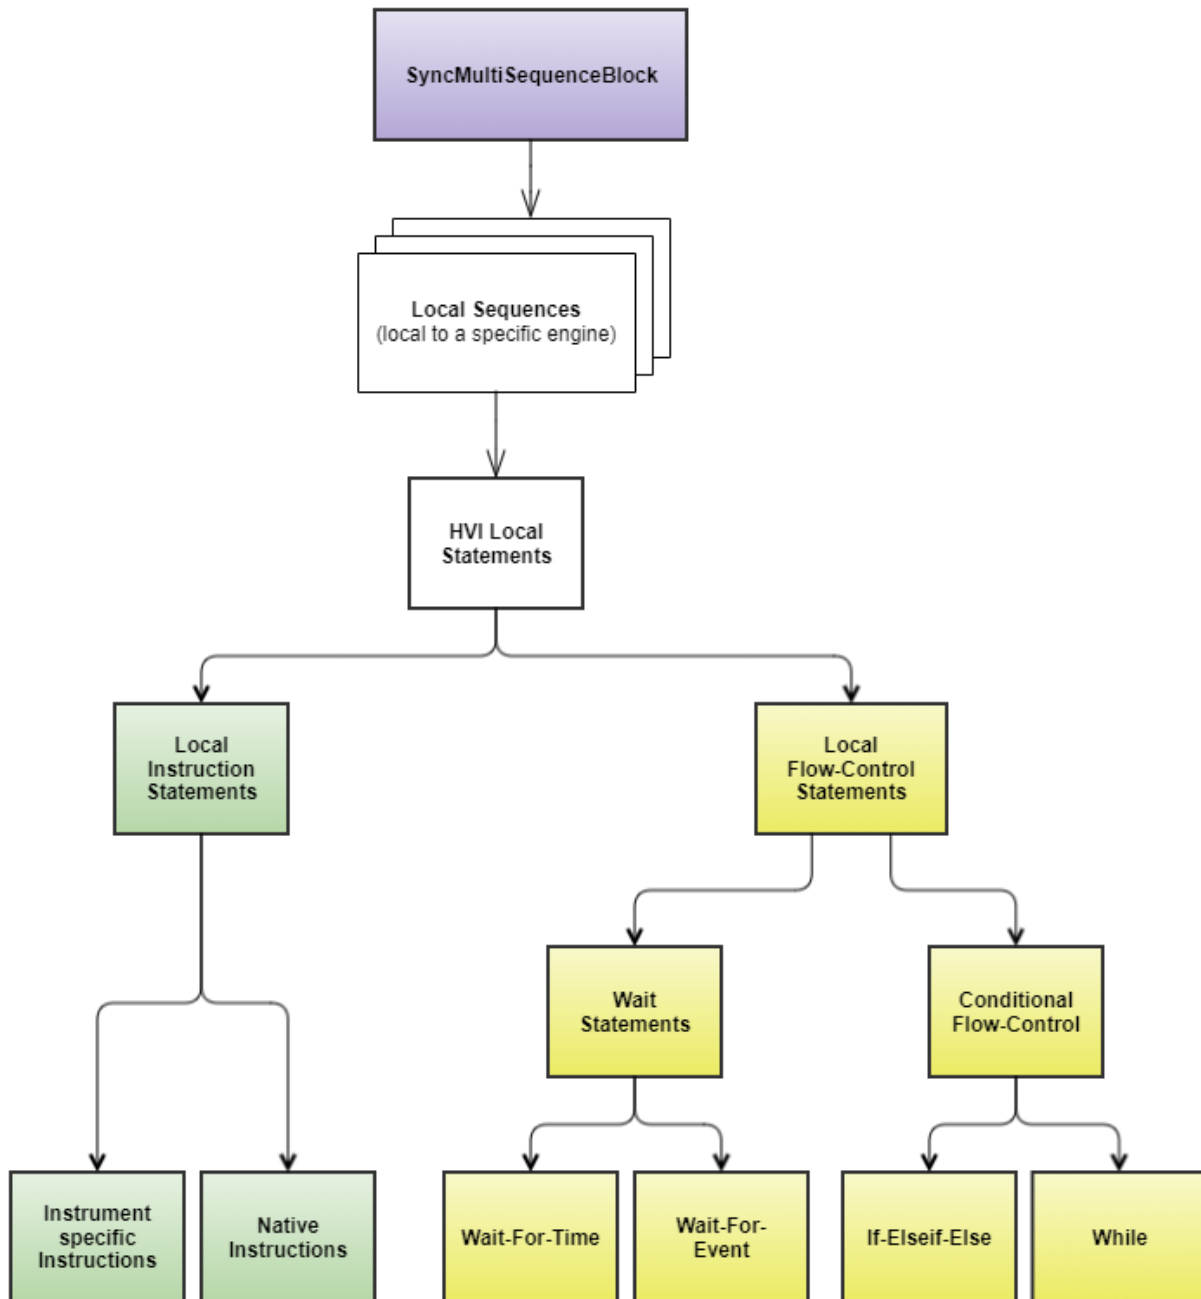 SyncMultiSequenceBlock
Local Sequences
(local to a specific engine)
HVI Local
Statements
Local
Instruction
Statements
Local
Flow-Control
Statements
Wait
Statements
Conditional
Flow-Control
Instrument
specific
Instructions
Native
Instructions
Wait-For-Time
Wait-For-
Event
If-Elseif-Else
While